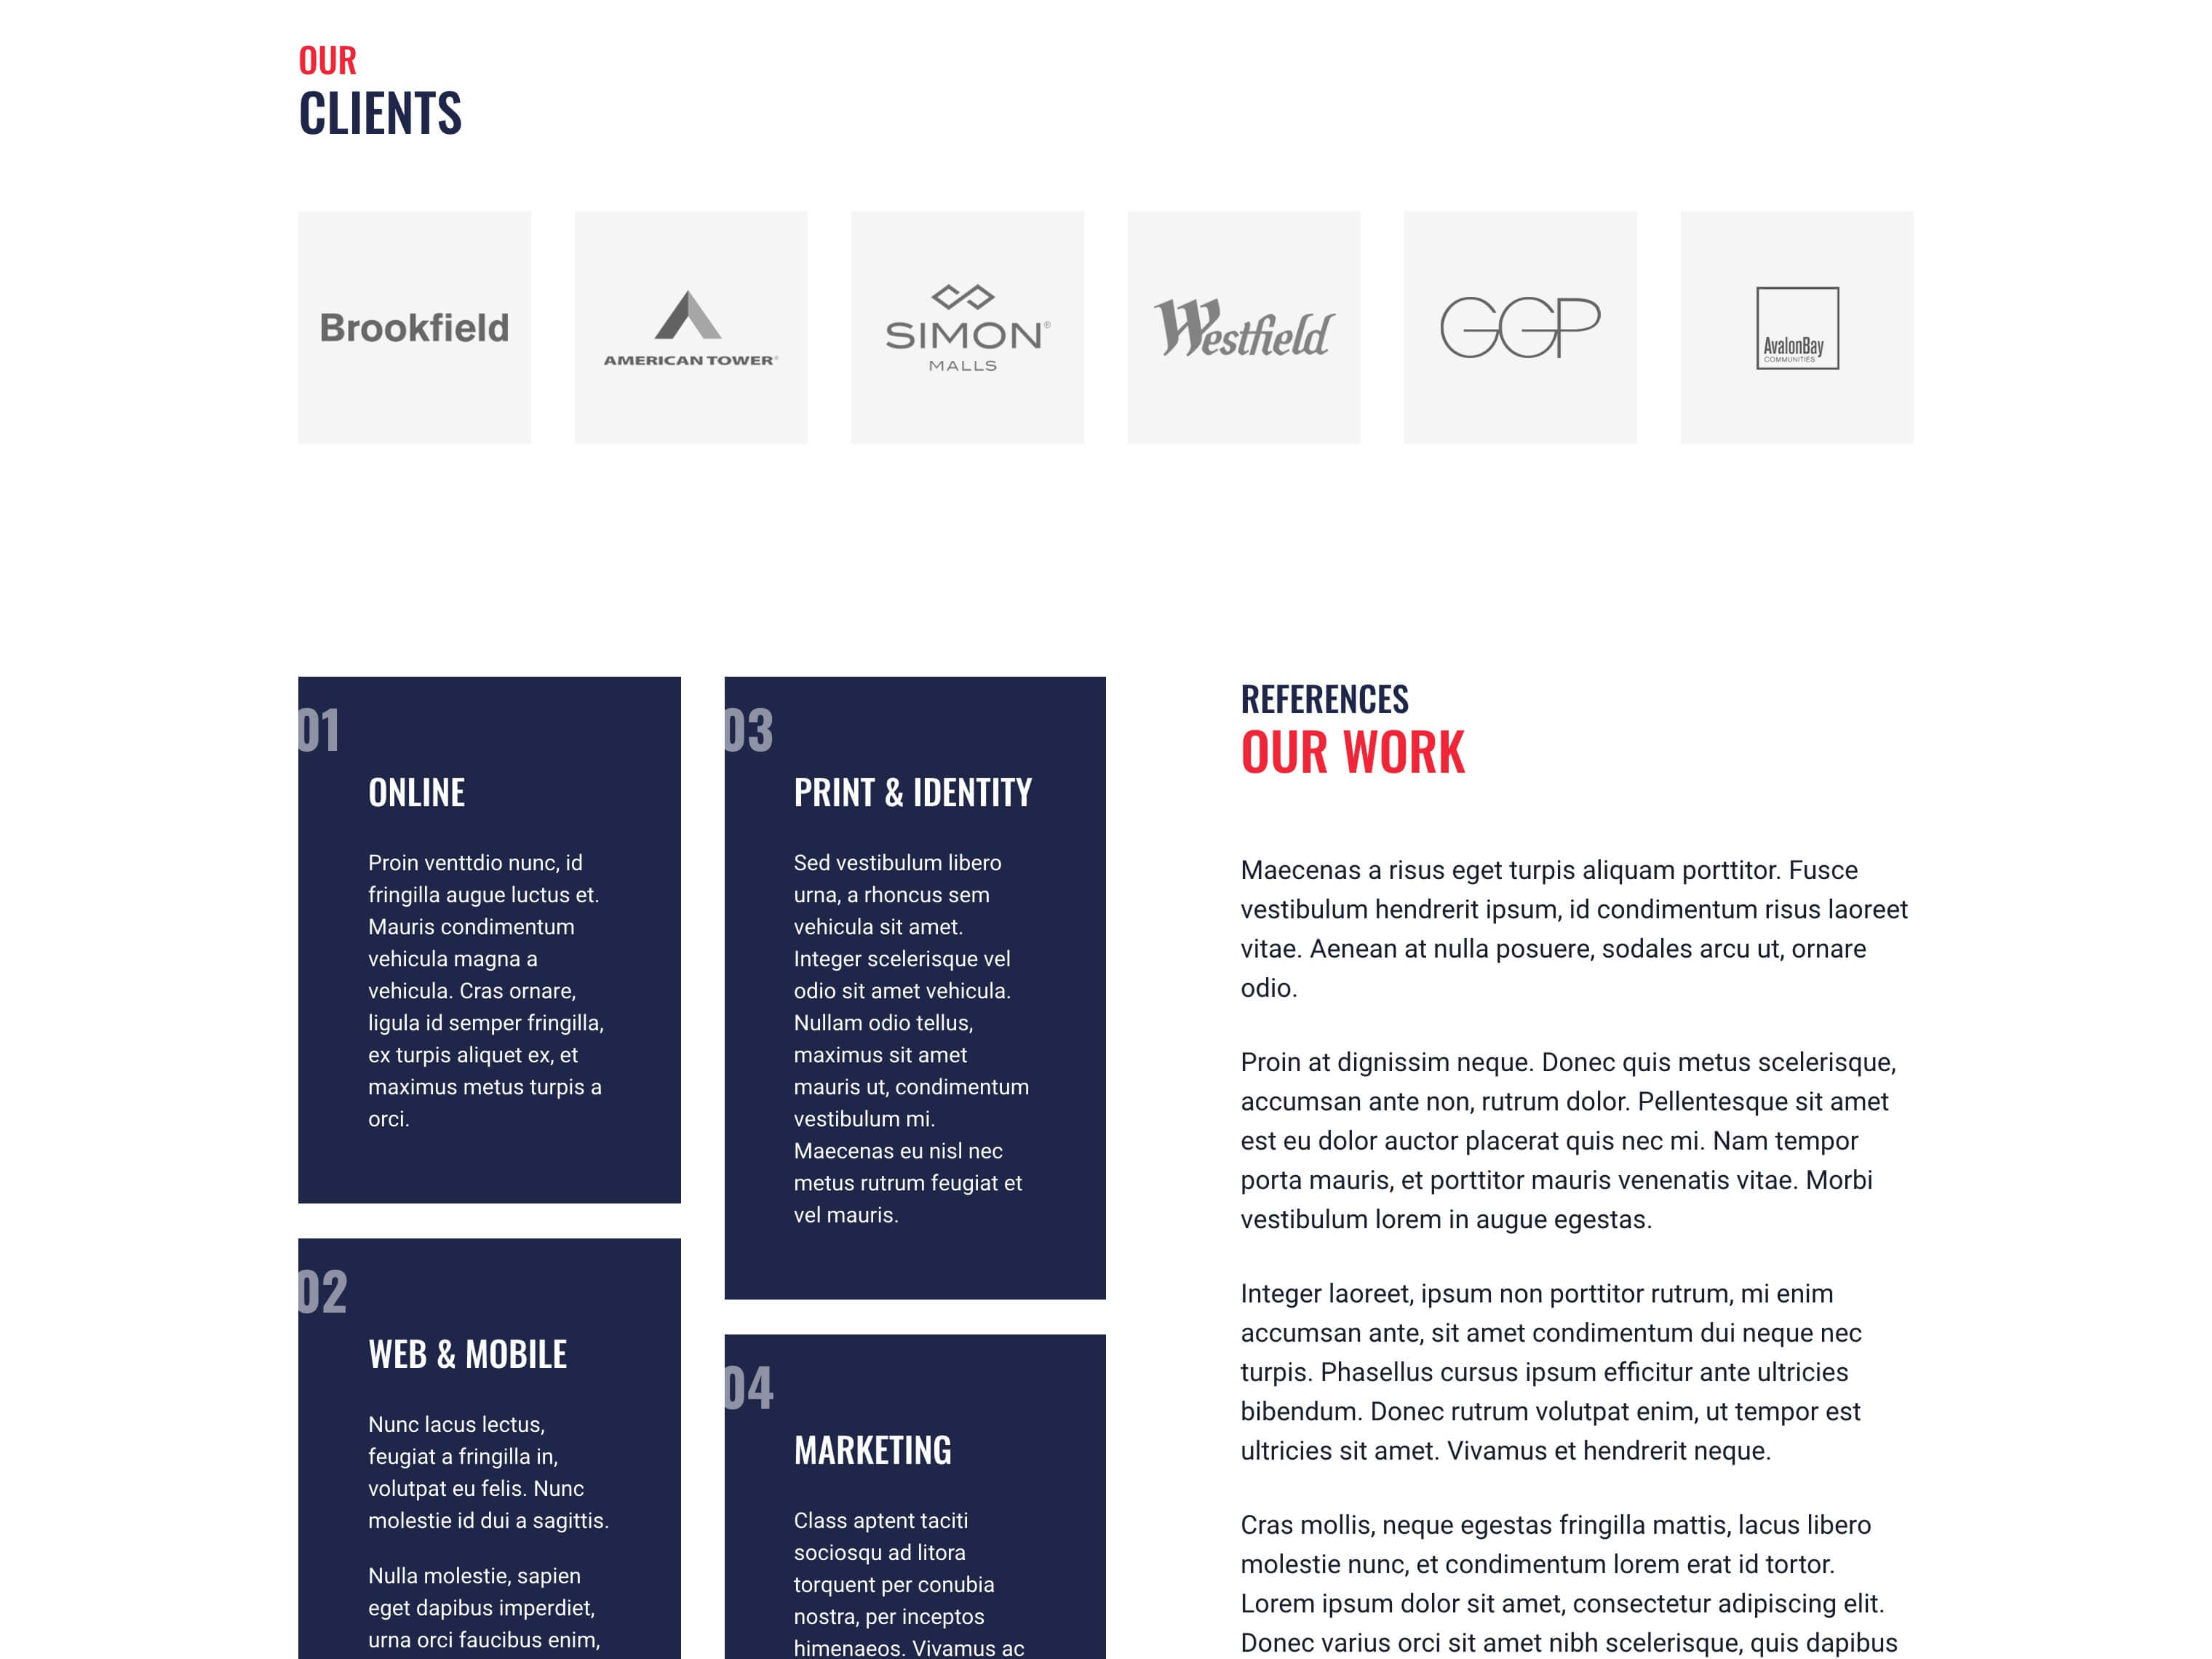 OUR
CLIENTS
Brookfield
AMERICAN TOWER®
SIMON®
MALLS
Westfield
GGP
AvalonBay
COMMUNITIES
01
ONLINE
Proin venttdio nunc, id
fringilla augue luctus et.
Mauris condimentum
vehicula magna a
vehicula. Cras ornare,
ligula id semper fringilla,
ex turpis aliquet ex, et
maximus metus turpis a
orci.
02
WEB & MOBILE
Nunc lacus lectus,
feugiat a fringilla in,
volutpat eu felis. Nunc
molestie id dui a sagittis.
Nulla molestie, sapien
eget dapibus imperdiet,
urna orci faucibus enim,
03
PRINT & IDENTITY
Sed vestibulum libero
urna, a rhoncus sem
vehicula sit amet.
Integer scelerisque vel
odio sit amet vehicula.
Nullam odio tellus,
maximus sit amet
mauris ut, condimentum
vestibulum mi.
Maecenas eu nisl nec
metus rutrum feugiat et
vel mauris.
04
MARKETING
Class aptent taciti
sociosqu ad litora
torquent per conubia
nostra, per inceptos
himenaeos. Vivamus ac
REFERENCES
OUR WORK
Maecenas a risus eget turpis aliquam porttitor. Fusce
vestibulum hendrerit ipsum, id condimentum risus laoreet
vitae. Aenean at nulla posuere, sodales arcu ut, ornare
odio.
Proin at dignissim neque. Donec quis metus scelerisque,
accumsan ante non, rutrum dolor. Pellentesque sit amet
est eu dolor auctor placerat quis nec mi. Nam tempor
porta mauris, et porttitor mauris venenatis vitae. Morbi
vestibulum lorem in augue egestas.
Integer laoreet, ipsum non porttitor rutrum, mi enim
accumsan ante, sit amet condimentum dui neque nec
turpis. Phasellus cursus ipsum efficitur ante ultricies
bibendum. Donec rutrum volutpat enim, ut tempor est
ultricies sit amet. Vivamus et hendrerit neque.
Cras mollis, neque egestas fringilla mattis, lacus libero
molestie nunc, et condimentum lorem erat id tortor.
Lorem ipsum dolor sit amet, consectetur adipiscing elit.
Donec varius orci sit amet nibh scelerisque, quis dapibus